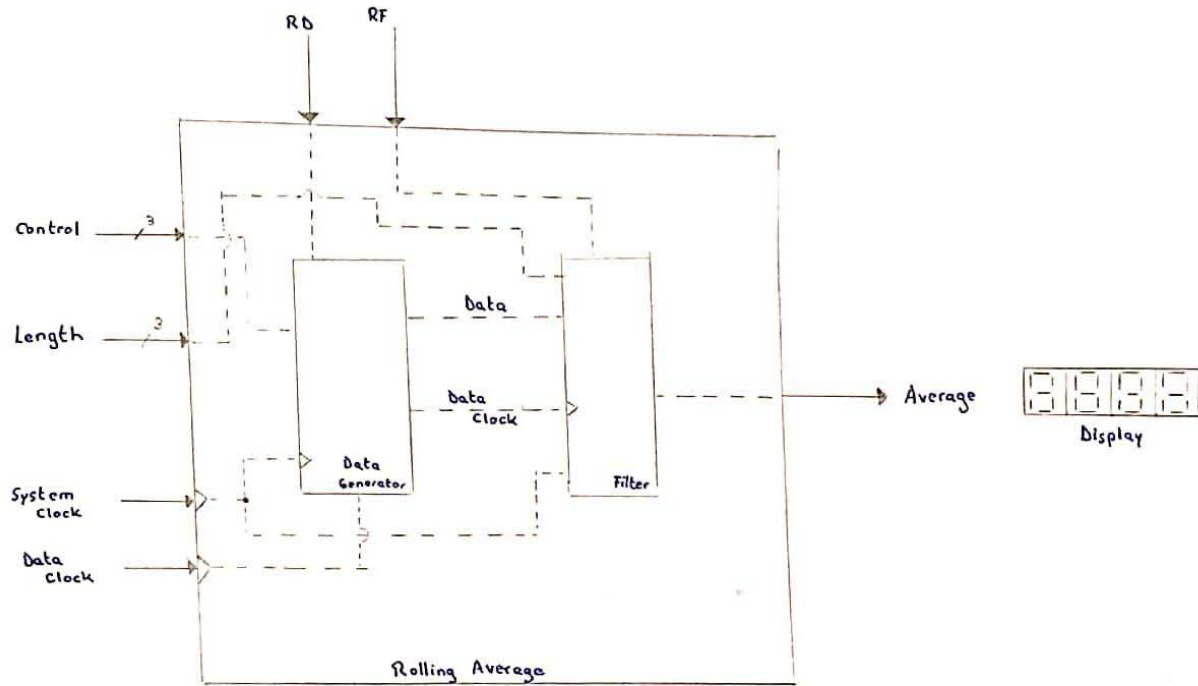 RD
RF
Control
3
Length
3
Data
Data
Clock
Data
Generator
Filter
Average
Display
System
Clock
Data
Clock
Rolling Average